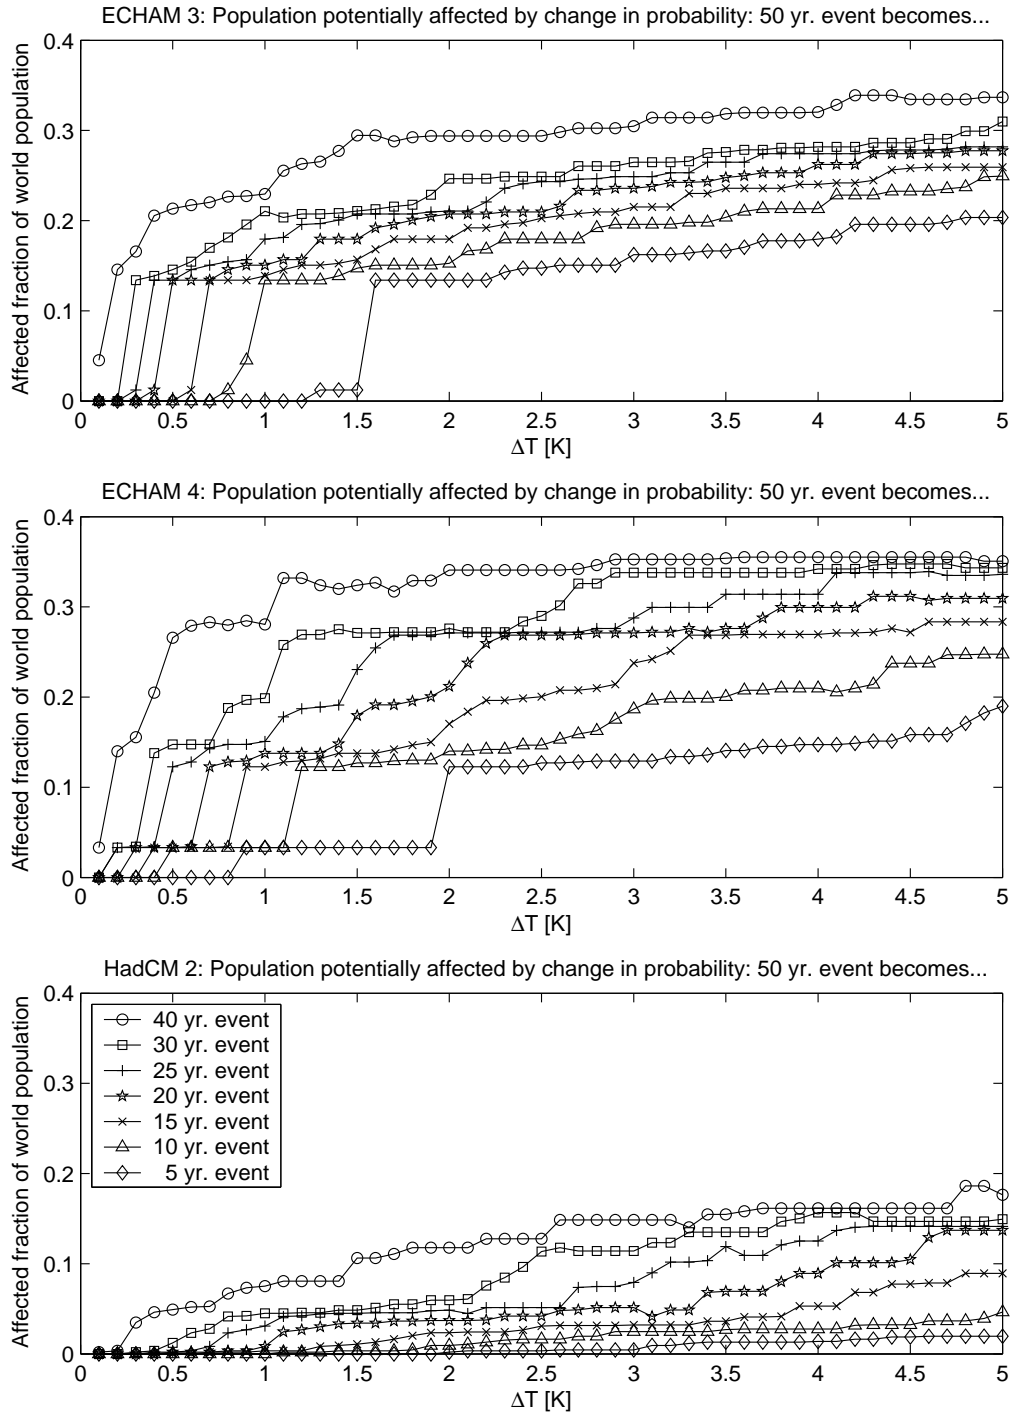 ECHAM 3: Population potentially affected by change in probability: 50 yr. event becomes...
Affected fraction of world population
0.4
0.3
0.2
0.1
0
0 0.5 1 1.5 2 2.5 3 3.5 4 4.5 5
ΔT [K]
ECHAM 4: Population potentially affected by change in probability: 50 yr. event becomes...
Affected fraction of world population
0.4
0.3
0.2
0.1
0
0 0.5 1 1.5 2 2.5 3 3.5 4 4.5 5
ΔT [K]
HadCM 2: Population potentially affected by change in probability: 50 yr. event becomes...
Affected fraction of world population
0.4
0.3
0.2
0.1
0
40 yr. event
30 yr. event
25 yr. event
20 yr. event
15 yr. event
10 yr. event
5 yr. event
0 0.5 1 1.5 2 2.5 3 3.5 4 4.5 5
ΔT [K]